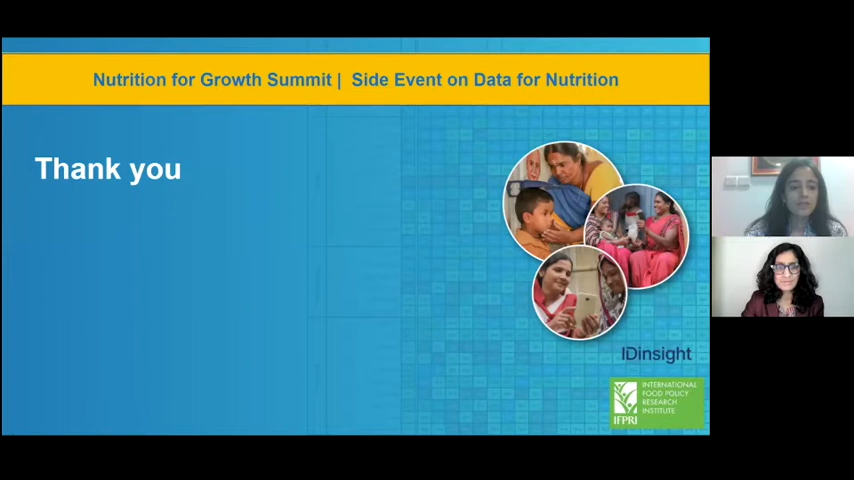 Nutrition for Growth Summit | Side Event on Data for Nutrition
Thank you
IDinsight
INTERNATIONAL
FOOD POLICY
RESEARCH
INSTITUTE
IFPRI